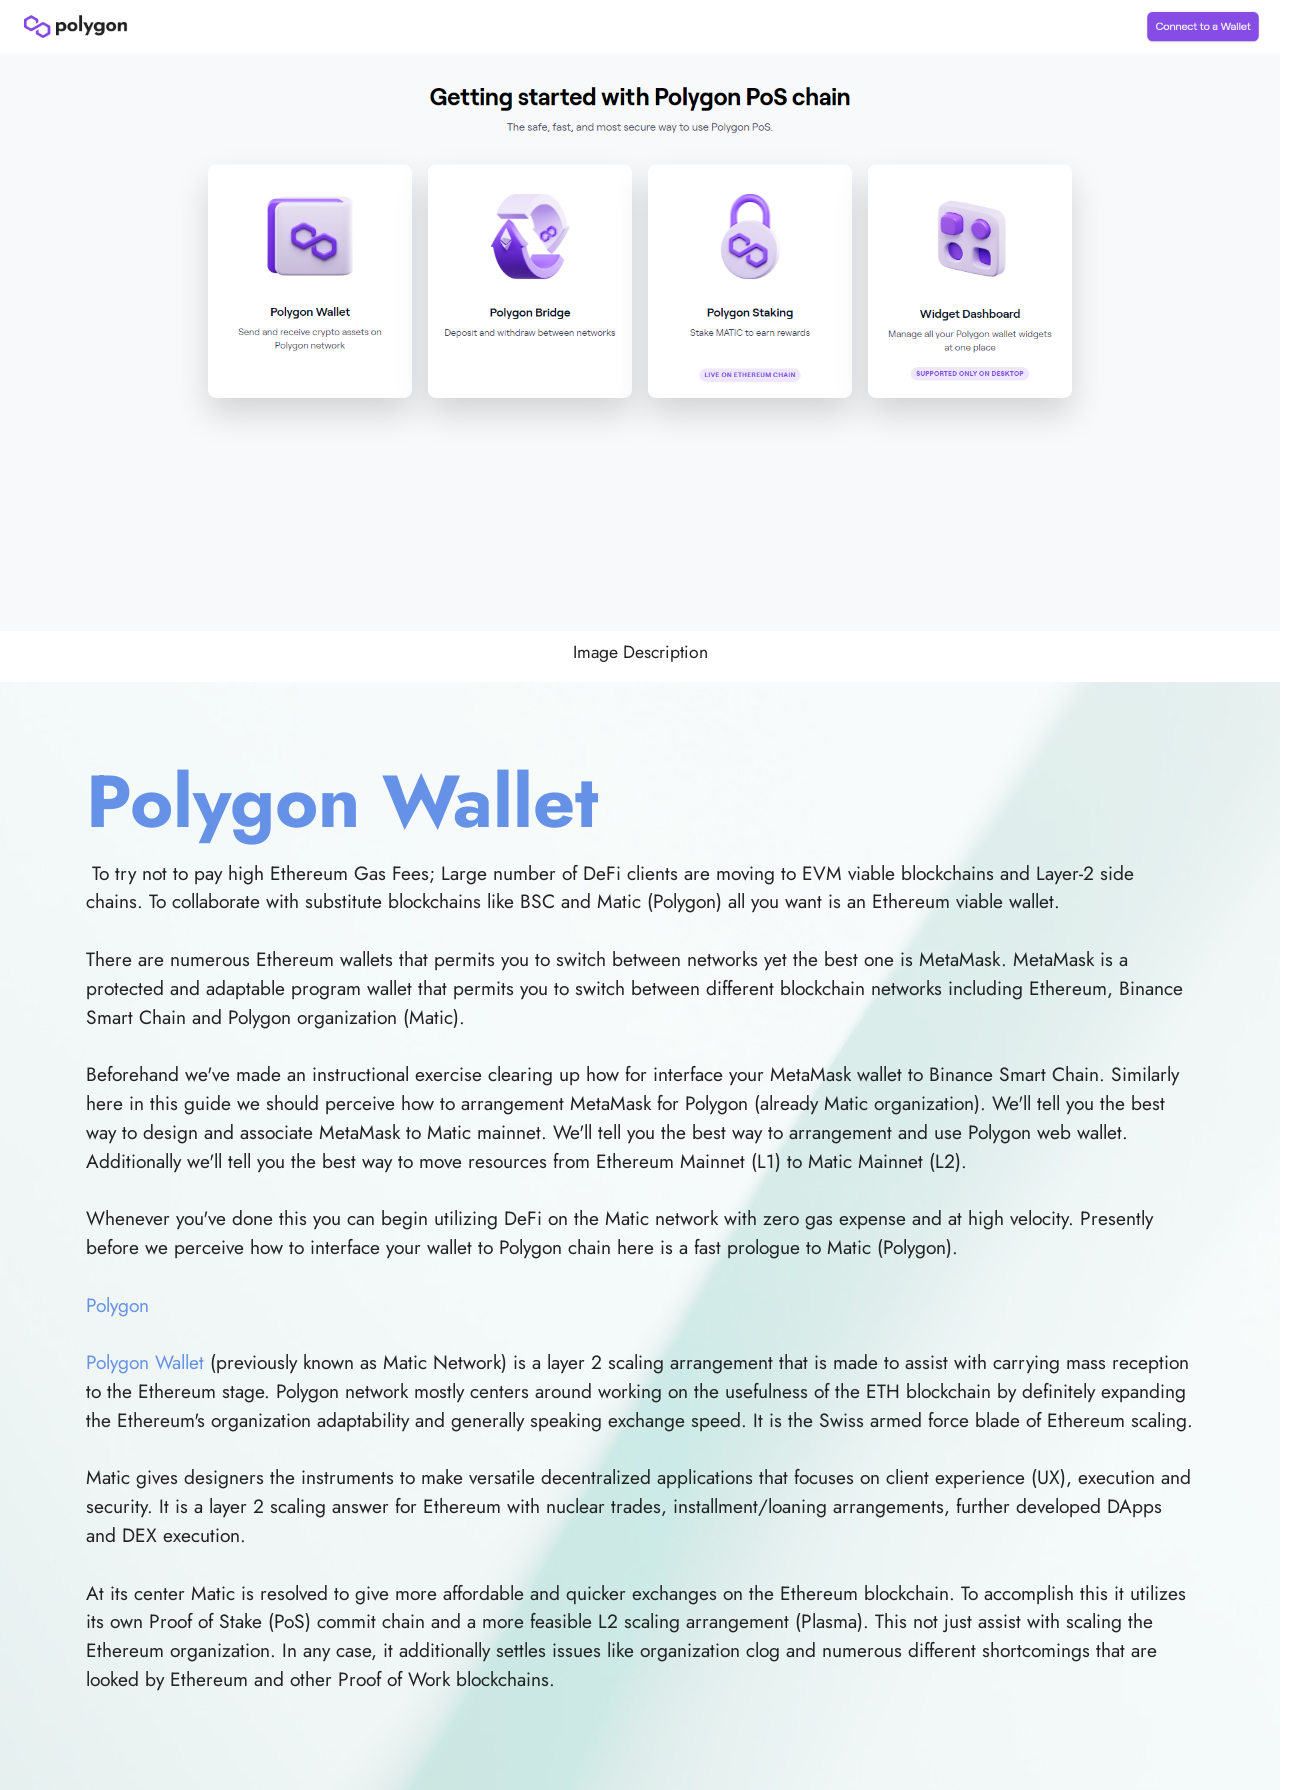 polygon
Connect to a Wallet
Getting started with Polygon PoS chain
The safe, fast, and most secure way to use Polygon PoS.
Polygon Wallet
Send and receive crypto assets on
Polygon network
Polygon Bridge
Deposit and withdraw between networks
Polygon Staking
Stake MATIC to earn rewards
LIVE ON ETHEREUM CHAIN
Widget Dashboard
Manage all your Polygon wallet widgets
at one place
SUPPORTED ONLY ON DESKTOP
Image Description
Polygon Wallet
To try not to pay high Ethereum Gas Fees; Large number of DeFi clients are moving to EVM viable blockchains and Layer-2 side
chains. To collaborate with substitute blockchains like BSC and Matic (Polygon) all you want is an Ethereum viable wallet.
There are numerous Ethereum wallets that permits you to switch between networks yet the best one is MetaMask. MetaMask is a
protected and adaptable program wallet that permits you to switch between different blockchain networks including Ethereum, Binance
Smart Chain and Polygon organization (Matic).
Beforehand we've made an instructional exercise clearing up how for interface your MetaMask wallet to Binance Smart Chain. Similarly
here in this guide we should perceive how to arrangement MetaMask for Polygon (already Matic organization). We'll tell you the best
way to design and associate MetaMask to Matic mainnet. We'll tell you the best way to arrangement and use Polygon web wallet.
Additionally we'll tell you the best way to move resources from Ethereum Mainnet (L1) to Matic Mainnet (L2).
Whenever you've done this you can begin utilizing DeFi on the Matic network with zero gas expense and at high velocity. Presently
before we perceive how to interface your wallet to Polygon chain here is a fast prologue to Matic (Polygon).
Polygon
Polygon Wallet (previously known as Matic Network) is a layer 2 scaling arrangement that is made to assist with carrying mass reception
to the Ethereum stage. Polygon network mostly centers around working on the usefulness of the ETH blockchain by definitely expanding
the Ethereum's organization adaptability and generally speaking exchange speed. It is the Swiss armed force blade of Ethereum scaling.
Matic gives designers the instruments to make versatile decentralized applications that focuses on client experience (UX), execution and
security. It is a layer 2 scaling answer for Ethereum with nuclear trades, installment/loaning arrangements, further developed DApps
and DEX execution.
At its center Matic is resolved to give more affordable and quicker exchanges on the Ethereum blockchain. To accomplish this it utilizes
its own Proof of Stake (PoS) commit chain and a more feasible L2 scaling arrangement (Plasma). This not just assist with scaling the
Ethereum organization. In any case, it additionally settles issues like organization clog and numerous different shortcomings that are
looked by Ethereum and other Proof of Work blockchains.